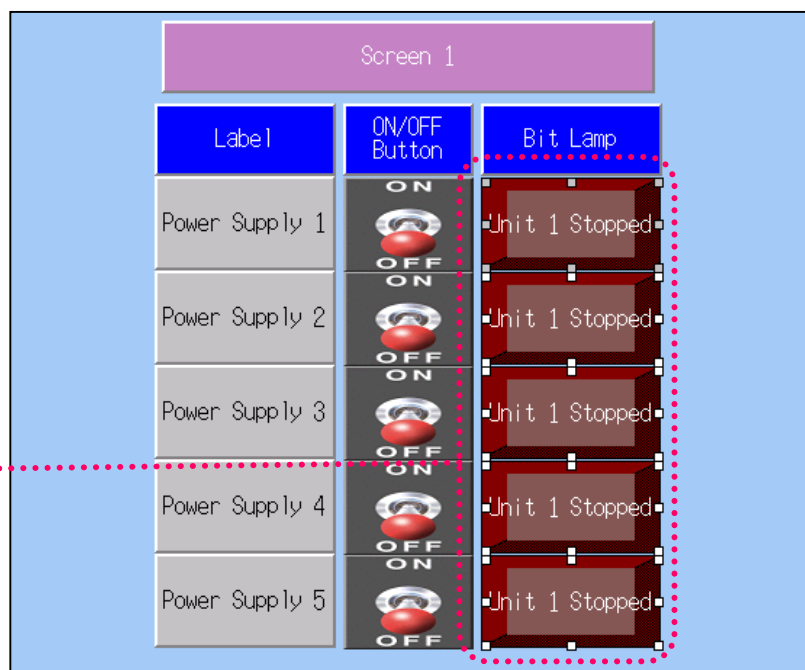 Screen 1
Label
ON/OFF
Button
Bit Lamp
Power Supply 1
ON
OFF
Unit 1 Stopped
Power Supply 2
ON
OFF
Unit 1 Stopped
Power Supply 3
ON
OFF
Unit 1 Stopped
Power Supply 4
ON
OFF
Unit 1 Stopped
Power Supply 5
ON
OFF
Unit 1 Stopped